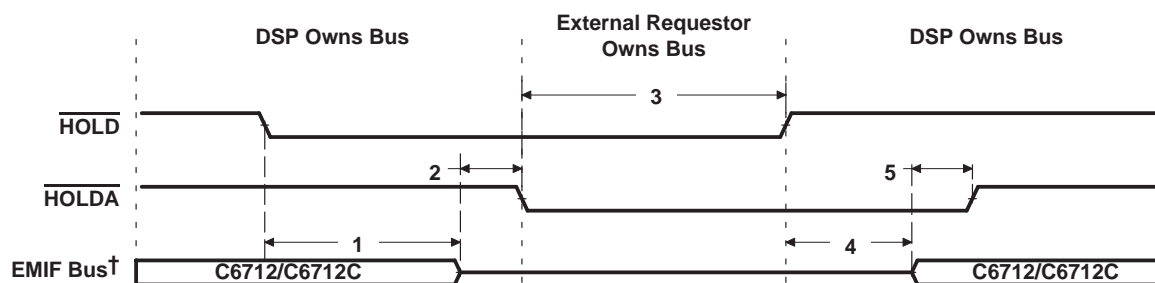 DSP Owns Bus
External Requestor
Owns Bus
DSP Owns Bus
3
HOLD
2
5
HOLDA
1
4
EMIF Bus†
C6712/C6712C
C6712/C6712C